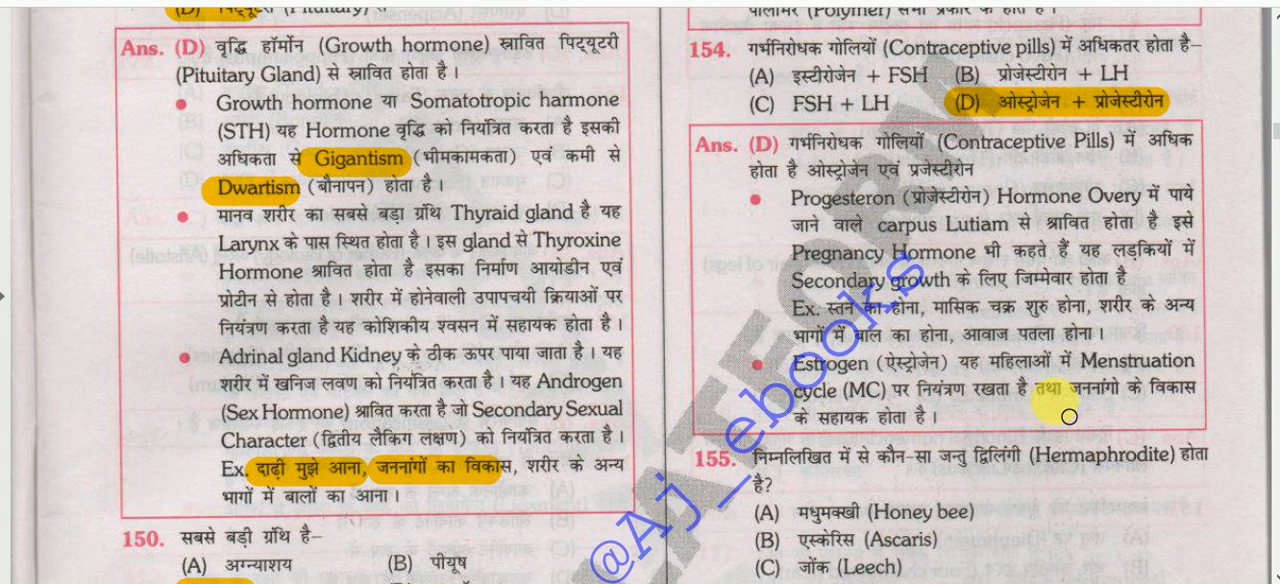 (D) पिट्यूटरी (Pituitary) से
Ans. (D) वृद्धि हॉर्मोन (Growth hormone) स्रावित पिट्यूटरी
(Pituitary Gland) से स्रावित होता है।
• Growth hormone या Somatotropic harmone
(STH) यह Hormone वृद्धि को नियंत्रित करता है इसकी
अधिकता से Gigantism (भीमकामकता) एवं कमी से
Dwartism (बौनापन) होता है।
• मानव शरीर का सबसे बड़ा ग्रंथि Thyraid gland है यह
Larynx के पास स्थित होता है। इस gland से Thyroxine
Hormone श्रावित होता है इसका निर्माण आयोडीन एवं
प्रोटीन से होता है। शरीर में होनेवाली उपापचयी क्रियाओं पर
नियंत्रण करता है यह कोशिकीय श्वसन में सहायक होता है।
• Adrinal gland Kidney के ठीक ऊपर पाया जाता है। यह
शरीर में खनिज लवण को नियंत्रित करता है। यह Androgen
(Sex Hormone) श्रावित करता है जो Secondary Sexual
Character (द्वितीय लैंकिग लक्षण) को नियंत्रित करता है।
Ex. दाढ़ी मुझे आना, जननांगों का विकास, शरीर के अन्य
भागों में बालों का आना।
150. सबसे बड़ी ग्रंथि है–
(A) अग्न्याशय (B) पीयूष
पालीमर (Polymer) सभी प्रकार के होते हैं।
154. गर्भनिरोधक गोलियों (Contraceptive pills) में अधिकतर होता है–
(A) इस्टीरोजेन + FSH (B) प्रोजेस्टीरोन + LH
(C) FSH + LH (D) ओस्ट्रोजेन + प्रोजेस्टीरोन
Ans. (D) गर्भनिरोधक गोलियों (Contraceptive Pills) में अधिक
होता है ओस्ट्रोजेन एवं प्रजेस्टीरोन
• Progesteron (प्रोजेस्टीरोन) Hormone Overy में पाये
जाने वाले carpus Lutiam से श्रावित होता है इसे
Pregnancy Hormone भी कहते हैं यह लड़कियों में
Secondary growth के लिए जिम्मेवार होता है
Ex. स्तन का होना, मासिक चक्र शुरु होना, शरीर के अन्य
भागों में बाल का होना, आवाज पतला होना।
• Estrogen (ऐस्ट्रोजेन) यह महिलाओं में Menstruation
cycle (MC) पर नियंत्रण रखता है तथा जननांगो के विकास
के सहायक होता है।
155. निम्नलिखित में से कौन-सा जन्तु द्विलिंगी (Hermaphrodite) होता
है?
(A) मधुमक्खी (Honey bee)
(B) एस्केरिस (Ascaris)
(C) जोंक (Leech)
@Aj_ebooks